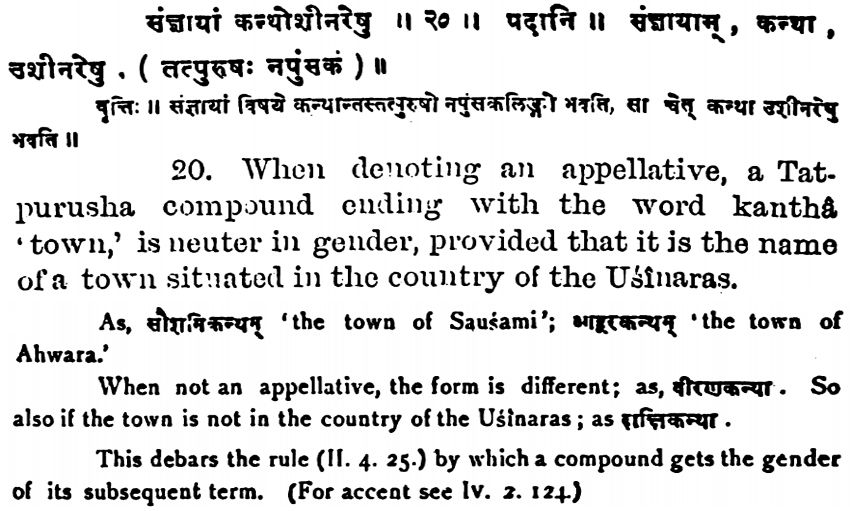 संज्ञायां कन्थोशीनरेषु ॥ २० ॥ पदानि ॥ संज्ञायाम् , कन्था ,
उशीनरेषु . ( तत्पुरुषः नपुंसकं ) ॥
वृत्तिः ॥ संज्ञायां विषये कन्थान्तस्तत्पुरुषो नपुंसकलिङ्गो भवति, सा चेत् कन्था उशीनरेषु
भवति ॥
20. When denoting an appellative, a Tat-
purusha compound ending with the word kanthâ
'town,' is neuter in gender, provided that it is the name
of a town situated in the country of the Uśînaras.
As, सौशमिकन्थम् 'the town of Sauśami'; आह्वरकन्थम् 'the town of
Ahwara.'
When not an appellative, the form is different; as, वीरणकन्था . So
also if the town is not in the country of the Uśînaras ; as दाक्षिकन्था .
This debars the rule (II. 4. 25.) by which a compound gets the gender
of its subsequent term. (For accent see Iv. 2. 124.)